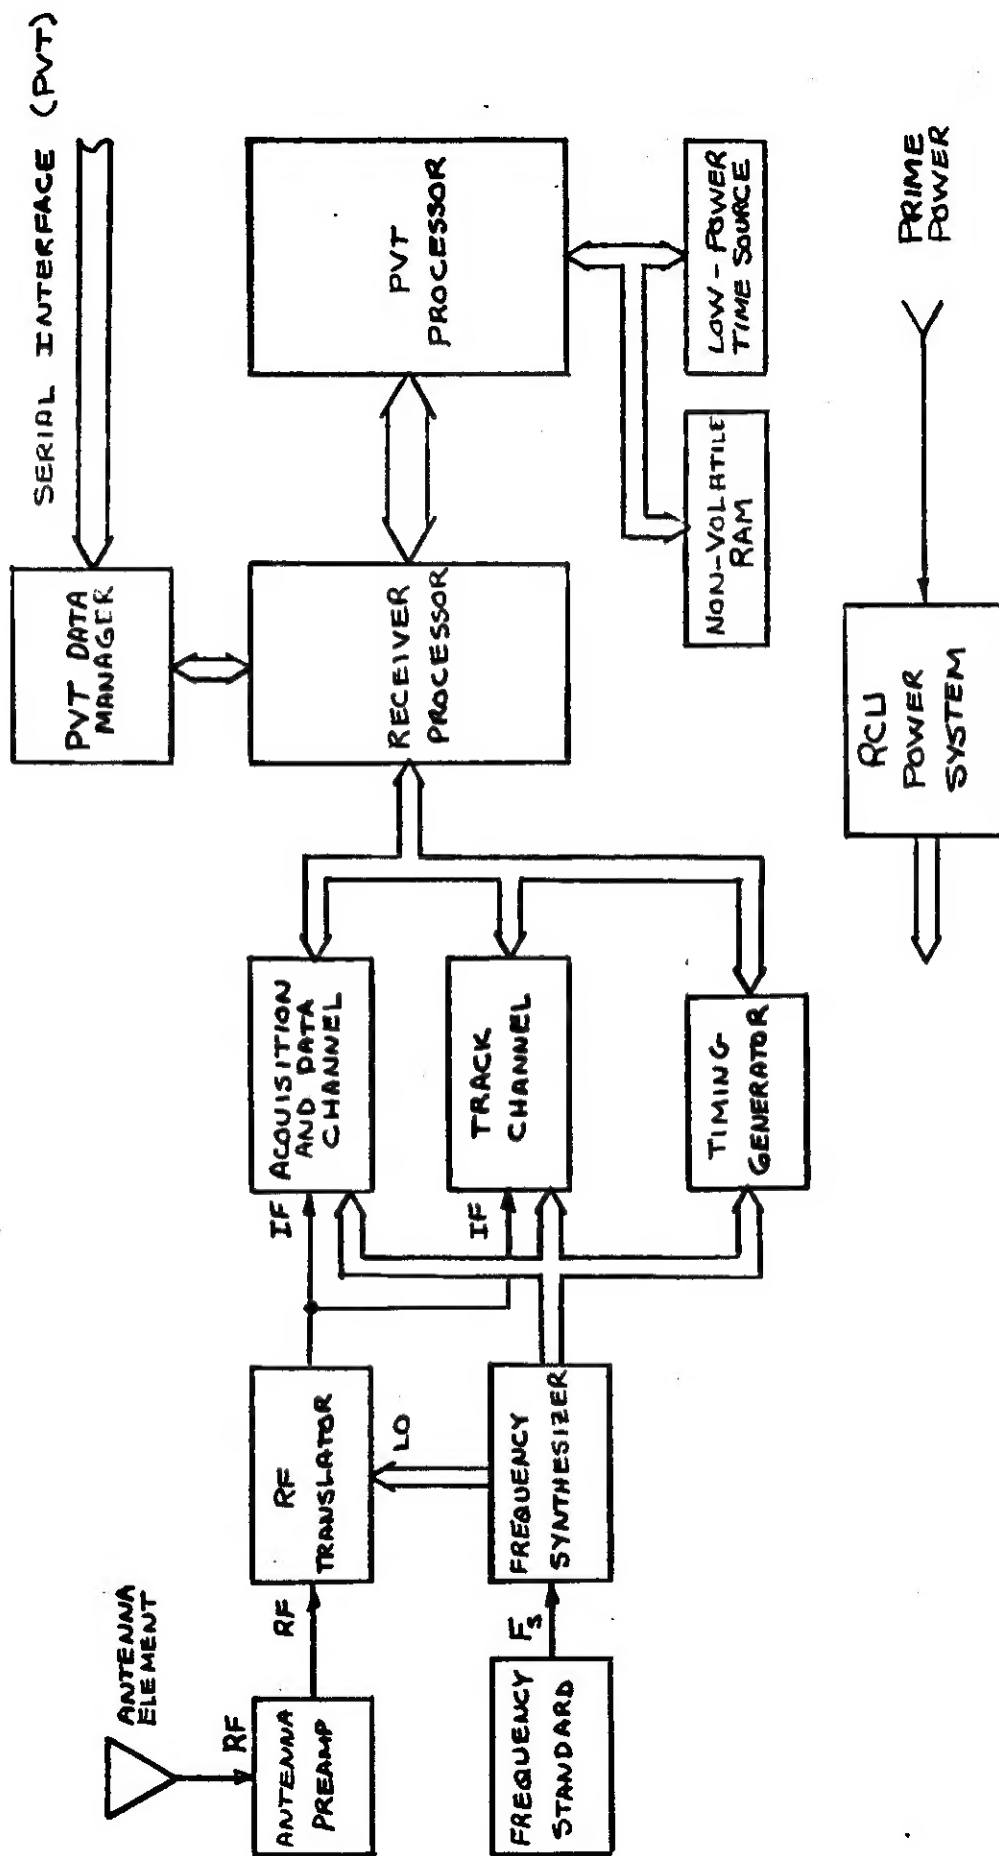 ANTENNA
ELEMENT
RF
ANTENNA
PREAMP
RF
RF
TRANSLATOR
LO
FREQUENCY
STANDARD
Fs
FREQUENCY
SYNTHESIZER
IF
ACQUISITION
AND DATA
CHANNEL
IF
TRACK
CHANNEL
TIMING
GENERATOR
PVT DATA
MANAGER
SERIAL INTERFACE (PVT)
RECEIVER
PROCESSOR
PVT
PROCESSOR
NON-VOLATILE
RAM
LOW-POWER
TIME SOURCE
RCU
POWER
SYSTEM
PRIME
POWER